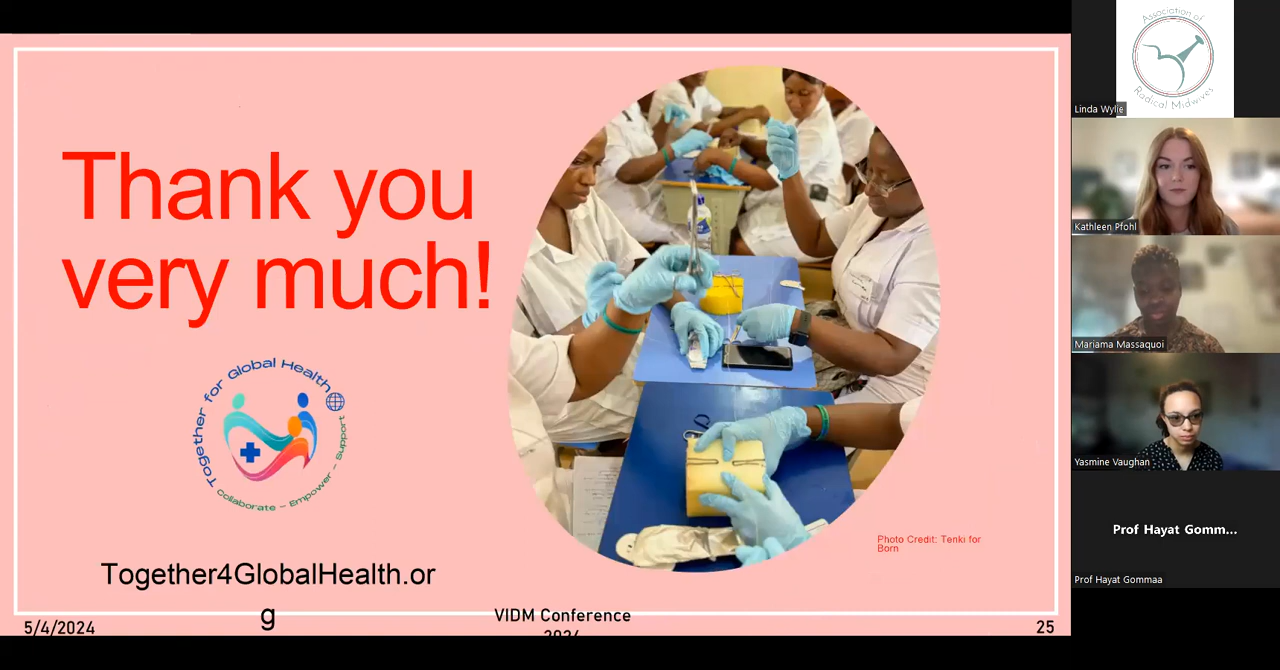 Thank you
very much!
Together for Global Health
Collaborate – Empower – Support
Together4GlobalHealth.or
g
Photo Credit: Tenki for
Born
5/4/2024
VIDM Conference
2024
25
Association of
Radical Midwives
Linda Wylie
Kathleen Pfohl
Mariama Massaquoi
Yasmine Vaughan
Prof Hayat Gomm...
Prof Hayat Gommaa